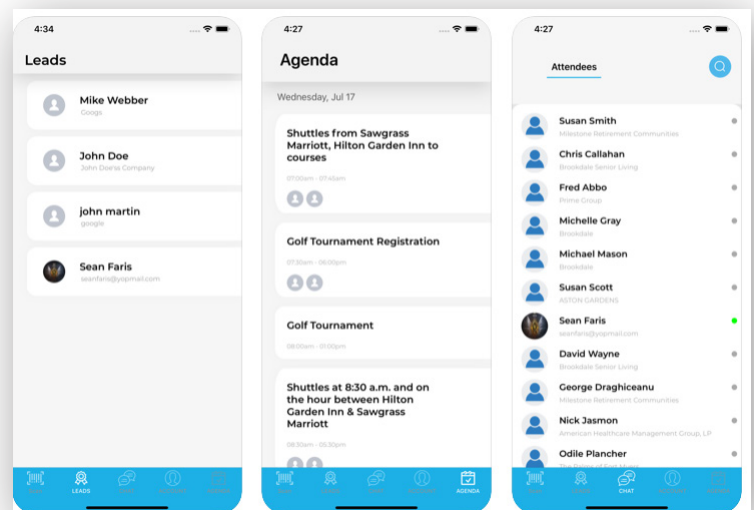 4:34
Leads
Mike Webber
Googs
John Doe
John Doe's Company
john martin
google
Sean Faris
seanfaris@yopmail.com
LEADS
4:27
Agenda
Wednesday, Jul 17
Shuttles from Sawgrass
Marriott, Hilton Garden Inn to
courses
07:00am - 07:45am
Golf Tournament Registration
07:30am - 06:00pm
Golf Tournament
08:00am - 01:00pm
Shuttles at 8:30 a.m. and on
the hour between Hilton
Garden Inn & Sawgrass
Marriott
08:30am - 05:30pm
AGENDA
4:27
Attendees
Susan Smith
Milestone Retirement Communities
Chris Callahan
Brookdale Senior Living
Fred Abbo
Prime Group
Michelle Gray
Brookdale
Michael Mason
Brookdale
Susan Scott
ASTON GARDENS
Sean Faris
seanfaris@yopmail.com
David Wayne
Brookdale Senior Living
George Draghiceanu
Milestone Retirement Communities
Nick Jasmon
American Healthcare Management Group, LP
Odile Plancher
The Palms of Fort Myers
CHAT